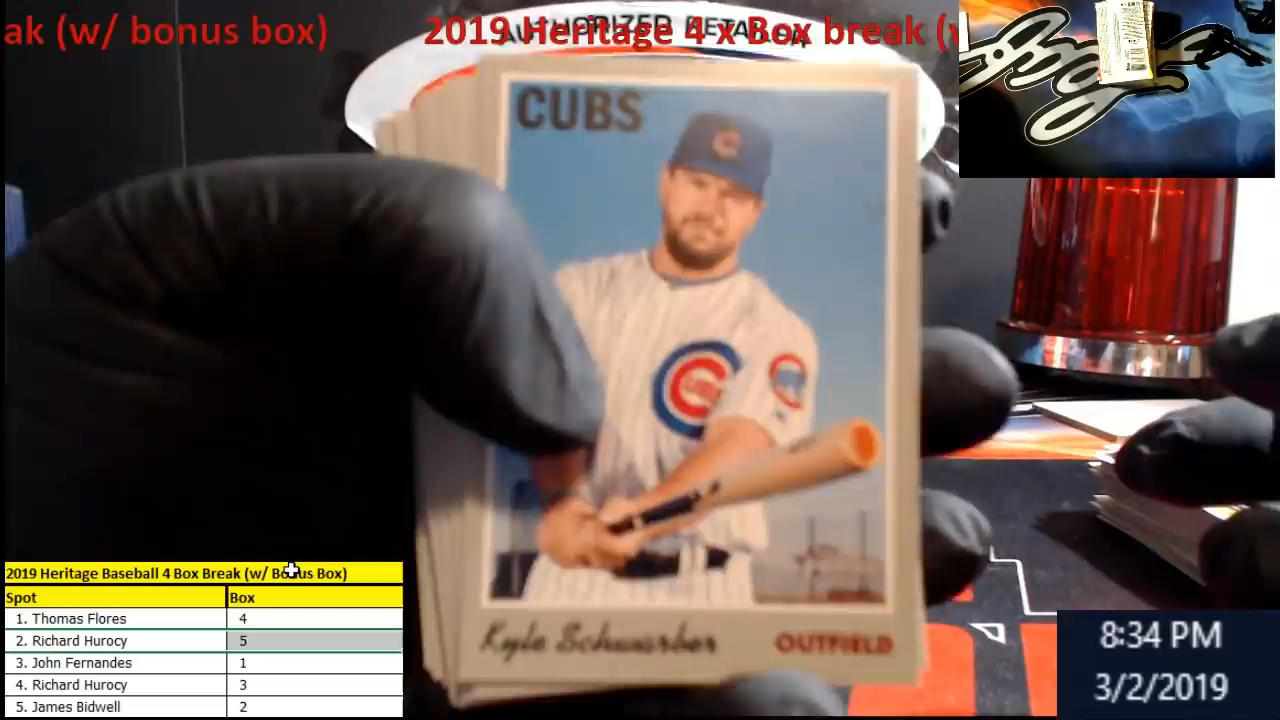 ak (w/ bonus box)
2019 Heritage 4 x Box break (
AUTHORIZED RETAILER
CUBS
Kyle Schwarber
OUTFIELD
2019 Heritage Baseball 4 Box Break (w/ Bonus Box)
Spot Box
1. Thomas Flores 4
2. Richard Hurocy 5
3. John Fernandes 1
4. Richard Hurocy 3
5. James Bidwell 2
8:34 PM
3/2/2019